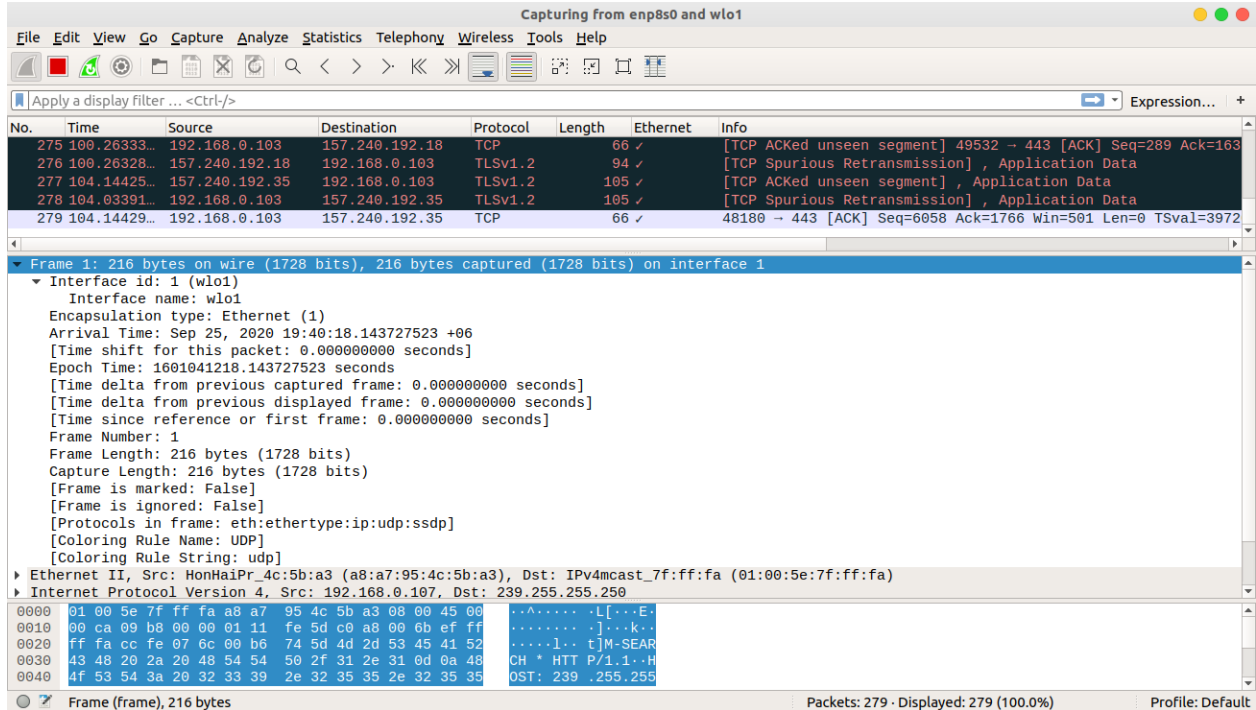 Capturing from enp8s0 and wlo1
File Edit View Go Capture Analyze Statistics Telephony Wireless Tools Help
Apply a display filter … <Ctrl-/> Expression… +
No. Time Source Destination Protocol Length Ethernet Info
275 100.26333… 192.168.0.103 157.240.192.18 TCP 66 ✓ [TCP ACKed unseen segment] 49532 → 443 [ACK] Seq=289 Ack=163
276 100.26328… 157.240.192.18 192.168.0.103 TLSv1.2 94 ✓ [TCP Spurious Retransmission] , Application Data
277 104.14425… 157.240.192.35 192.168.0.103 TLSv1.2 105 ✓ [TCP ACKed unseen segment] , Application Data
278 104.03391… 192.168.0.103 157.240.192.35 TLSv1.2 105 ✓ [TCP Spurious Retransmission] , Application Data
279 104.14429… 192.168.0.103 157.240.192.35 TCP 66 ✓ 48180 → 443 [ACK] Seq=6058 Ack=1766 Win=501 Len=0 TSval=3972
Frame 1: 216 bytes on wire (1728 bits), 216 bytes captured (1728 bits) on interface 1
Interface id: 1 (wlo1)
Interface name: wlo1
Encapsulation type: Ethernet (1)
Arrival Time: Sep 25, 2020 19:40:18.143727523 +06
[Time shift for this packet: 0.000000000 seconds]
Epoch Time: 1601041218.143727523 seconds
[Time delta from previous captured frame: 0.000000000 seconds]
[Time delta from previous displayed frame: 0.000000000 seconds]
[Time since reference or first frame: 0.000000000 seconds]
Frame Number: 1
Frame Length: 216 bytes (1728 bits)
Capture Length: 216 bytes (1728 bits)
[Frame is marked: False]
[Frame is ignored: False]
[Protocols in frame: eth:ethertype:ip:udp:ssdp]
[Coloring Rule Name: UDP]
[Coloring Rule String: udp]
Ethernet II, Src: HonHaiPr_4c:5b:a3 (a8:a7:95:4c:5b:a3), Dst: IPv4mcast_7f:ff:fa (01:00:5e:7f:ff:fa)
Internet Protocol Version 4, Src: 192.168.0.107, Dst: 239.255.255.250
0000 01 00 5e 7f ff fa a8 a7 95 4c 5b a3 08 00 45 00 ··^····· ·L[···E·
0010 00 ca 09 b8 00 00 01 11 fe 5d c0 a8 00 6b ef ff ········ ·]···k··
0020 ff fa cc fe 07 6c 00 b6 74 5d 4d 2d 53 45 41 52 ·····l·· t]M-SEAR
0030 43 48 20 2a 20 48 54 54 50 2f 31 2e 31 0d 0a 48 CH * HTT P/1.1··H
0040 4f 53 54 3a 20 32 33 39 2e 32 35 35 2e 32 35 35 OST: 239 .255.255
Frame (frame), 216 bytes Packets: 279 · Displayed: 279 (100.0%) Profile: Default